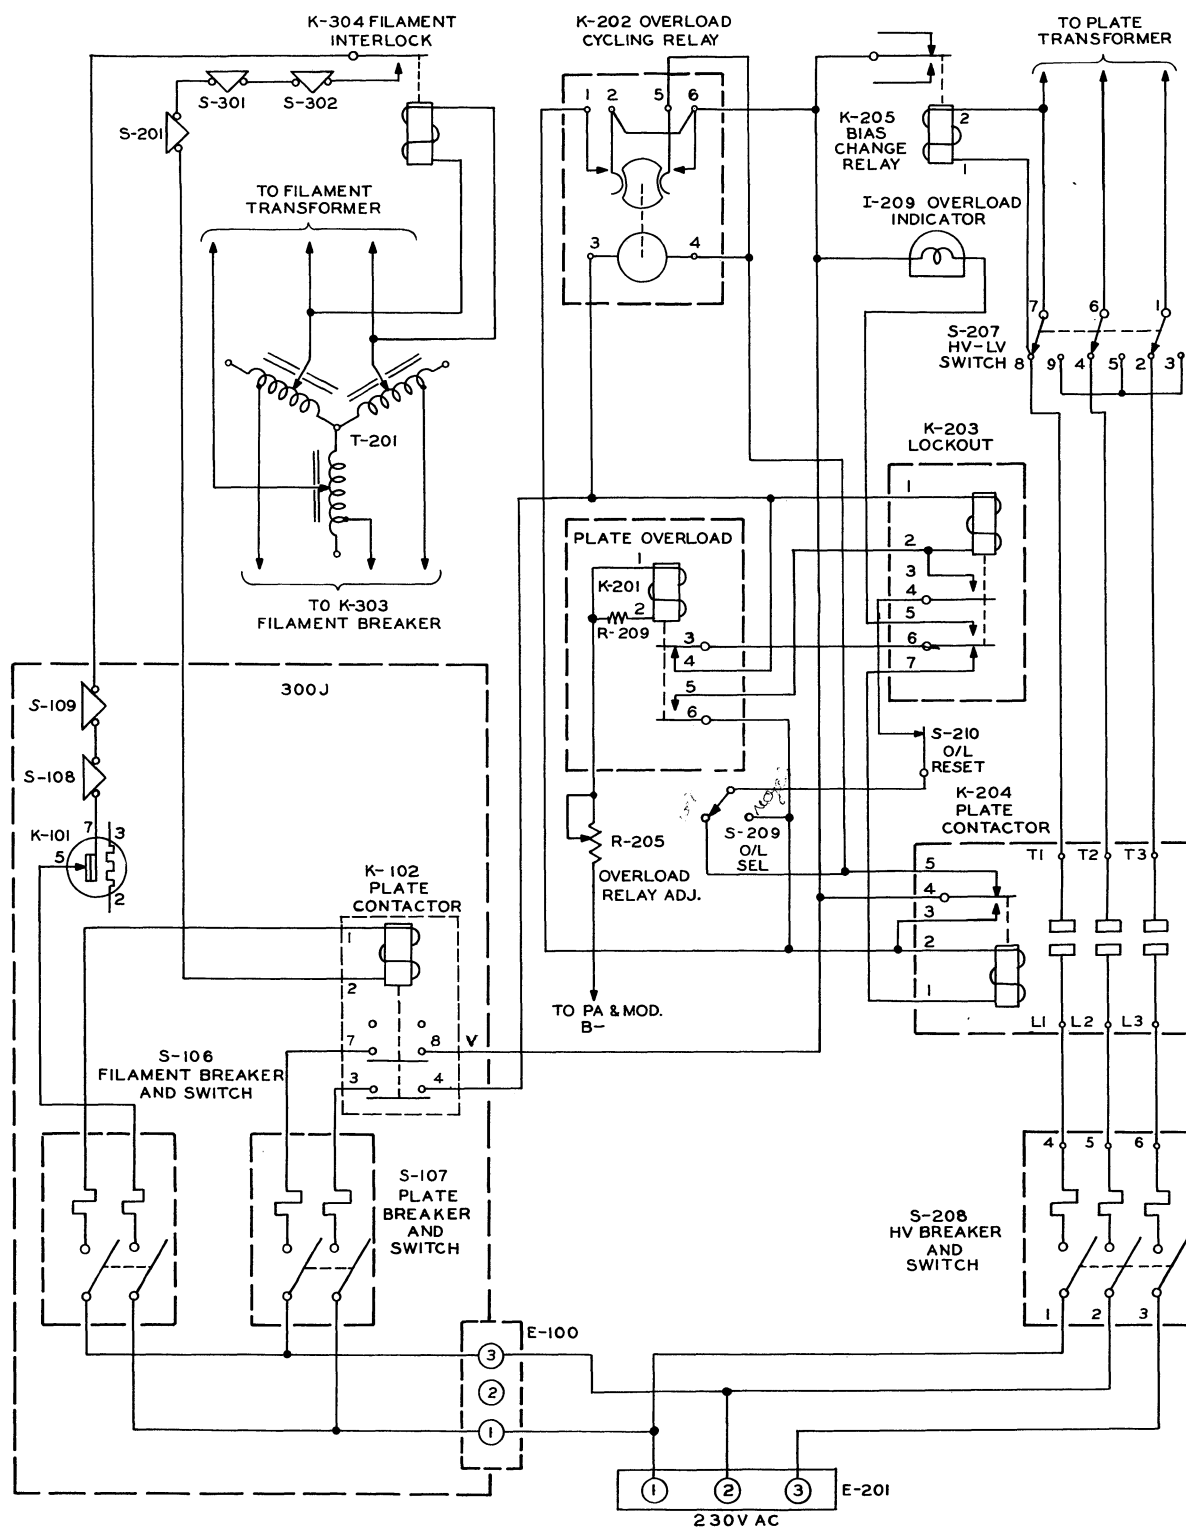 K-304 FILAMENT
INTERLOCK
K-202 OVERLOAD
CYCLING RELAY
TO PLATE
TRANSFORMER
S-301
S-302
S-201
1
2
5
6
3
4
K-205
BIAS
CHANGE
RELAY
2
1
TO FILAMENT
TRANSFORMER
I-209 OVERLOAD
INDICATOR
7
6
1
S-207
HV-LV
SWITCH
8
9
4
5
2
3
T-201
TO K-303
FILAMENT BREAKER
K-203
LOCKOUT
1
2
3
4
5
6
7
PLATE OVERLOAD
1
K-201
2
R-209
3
4
5
6
300J
S-109
S-108
K-101
7
3
5
2
S-210
O/L
RESET
S-209
O/L
SEL
R-205
OVERLOAD
RELAY ADJ.
TO PA & MOD.
B-
K-204
PLATE
CONTACTOR
5
4
3
2
1
T1
T2
T3
L1
L2
L3
K-102
PLATE
CONTACTOR
1
2
7
8
V
3
4
S-106
FILAMENT BREAKER
AND SWITCH
S-107
PLATE
BREAKER
AND
SWITCH
4
5
6
S-208
HV BREAKER
AND
SWITCH
1
2
3
E-100
3
2
1
1
2
3
E-201
230V AC